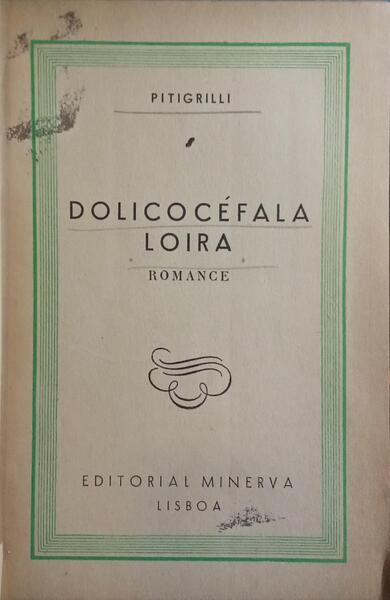 PITIGRILLI
DOLICOCÉFALA
LOIRA
ROMANCE
EDITORIAL MINERVA
LISBOA